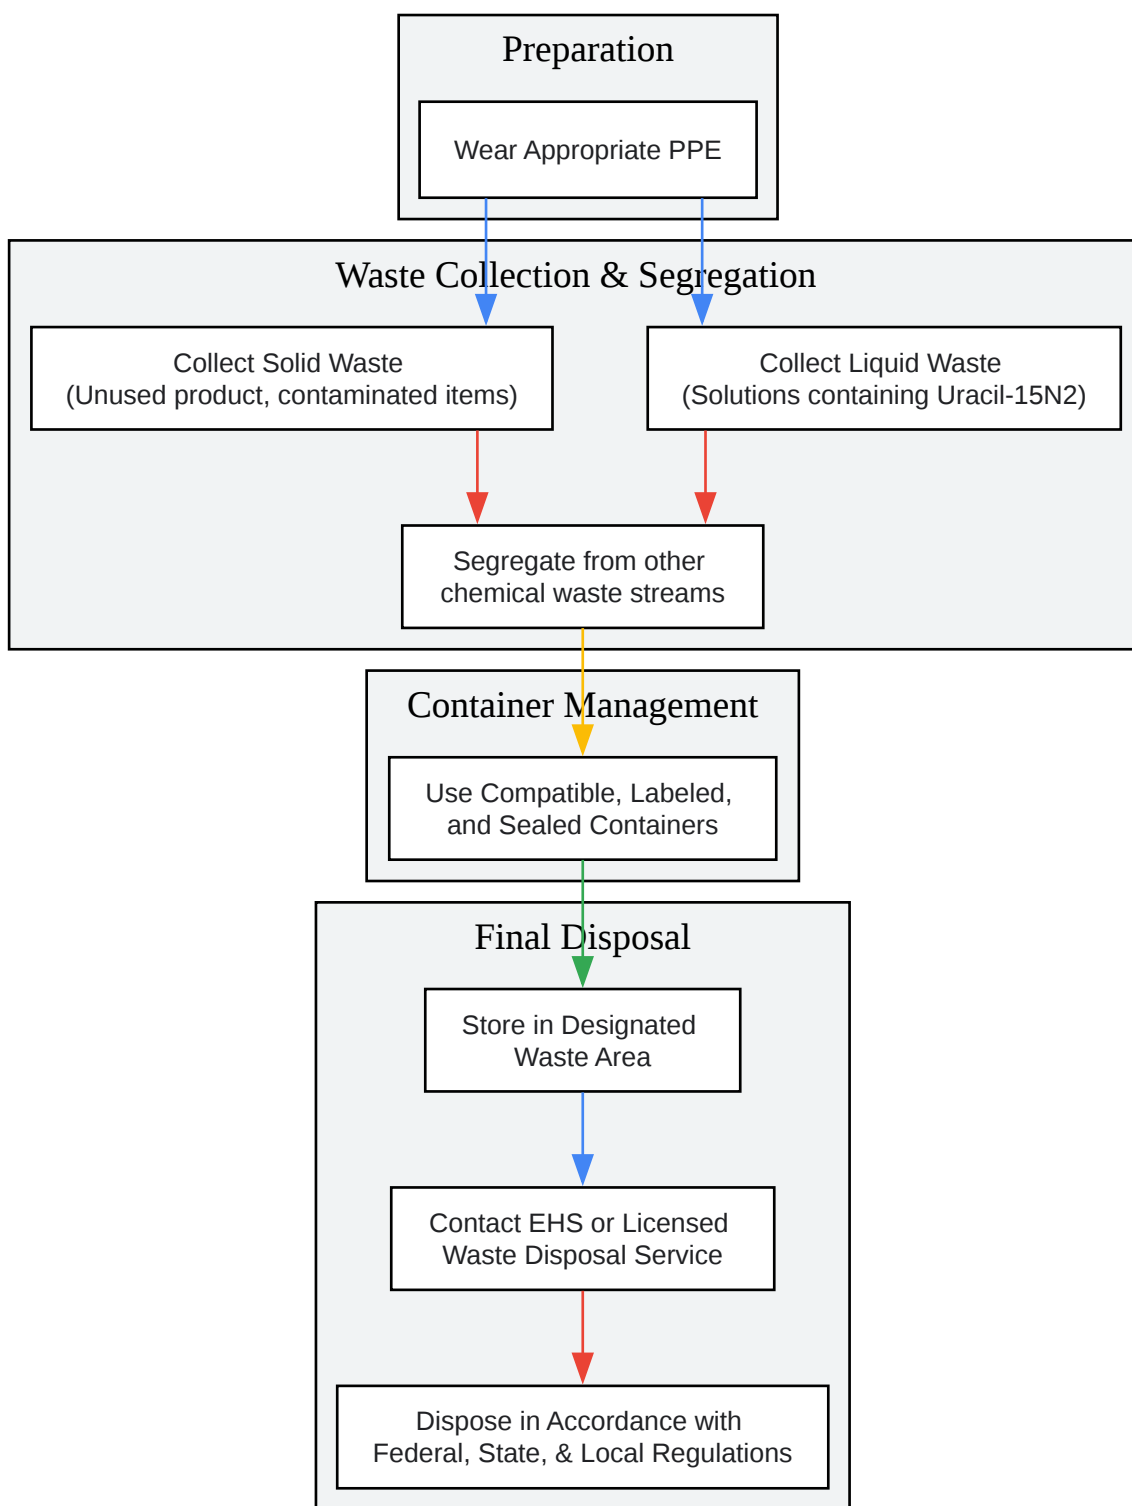 Preparation
Wear Appropriate PPE
Waste Collection & Segregation
Collect Solid Waste
(Unused product, contaminated items)
Collect Liquid Waste
(Solutions containing Uracil-15N2)
Segregate from other
chemical waste streams
Container Management
Use Compatible, Labeled,
and Sealed Containers
Final Disposal
Store in Designated
Waste Area
Contact EHS or Licensed
Waste Disposal Service
Dispose in Accordance with
Federal, State, & Local Regulations